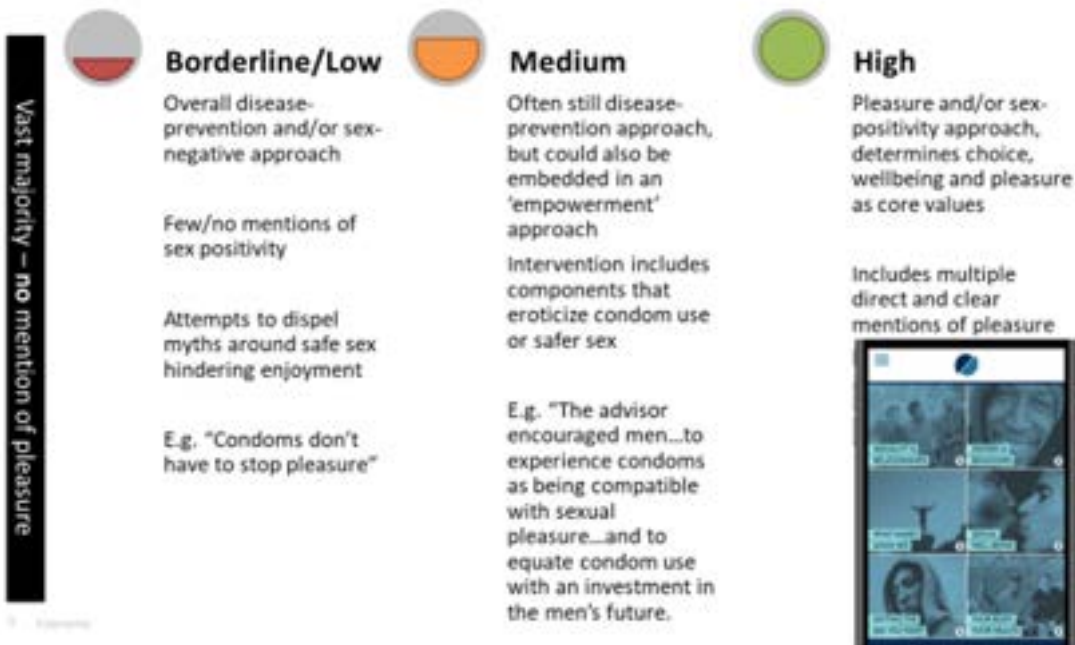 Vast majority – no mention of pleasure
Borderline/Low
Overall disease-
prevention and/or sex-
negative approach
Few/no mentions of
sex positivity
Attempts to dispel
myths around safe sex
hindering enjoyment
E.g. “Condoms don’t
have to stop pleasure”
Medium
Often still disease-
prevention approach,
but could also be
embedded in an
‘empowerment’
approach
Intervention includes
components that
eroticize condom use
or safer sex
E.g. “The advisor
encouraged men…to
experience condoms
as being compatible
with sexual
pleasure…and to
equate condom use
with an investment in
the men’s future.
High
Pleasure and/or sex-
positivity approach,
determines choice,
wellbeing and pleasure
as core values
Includes multiple
direct and clear
mentions of pleasure